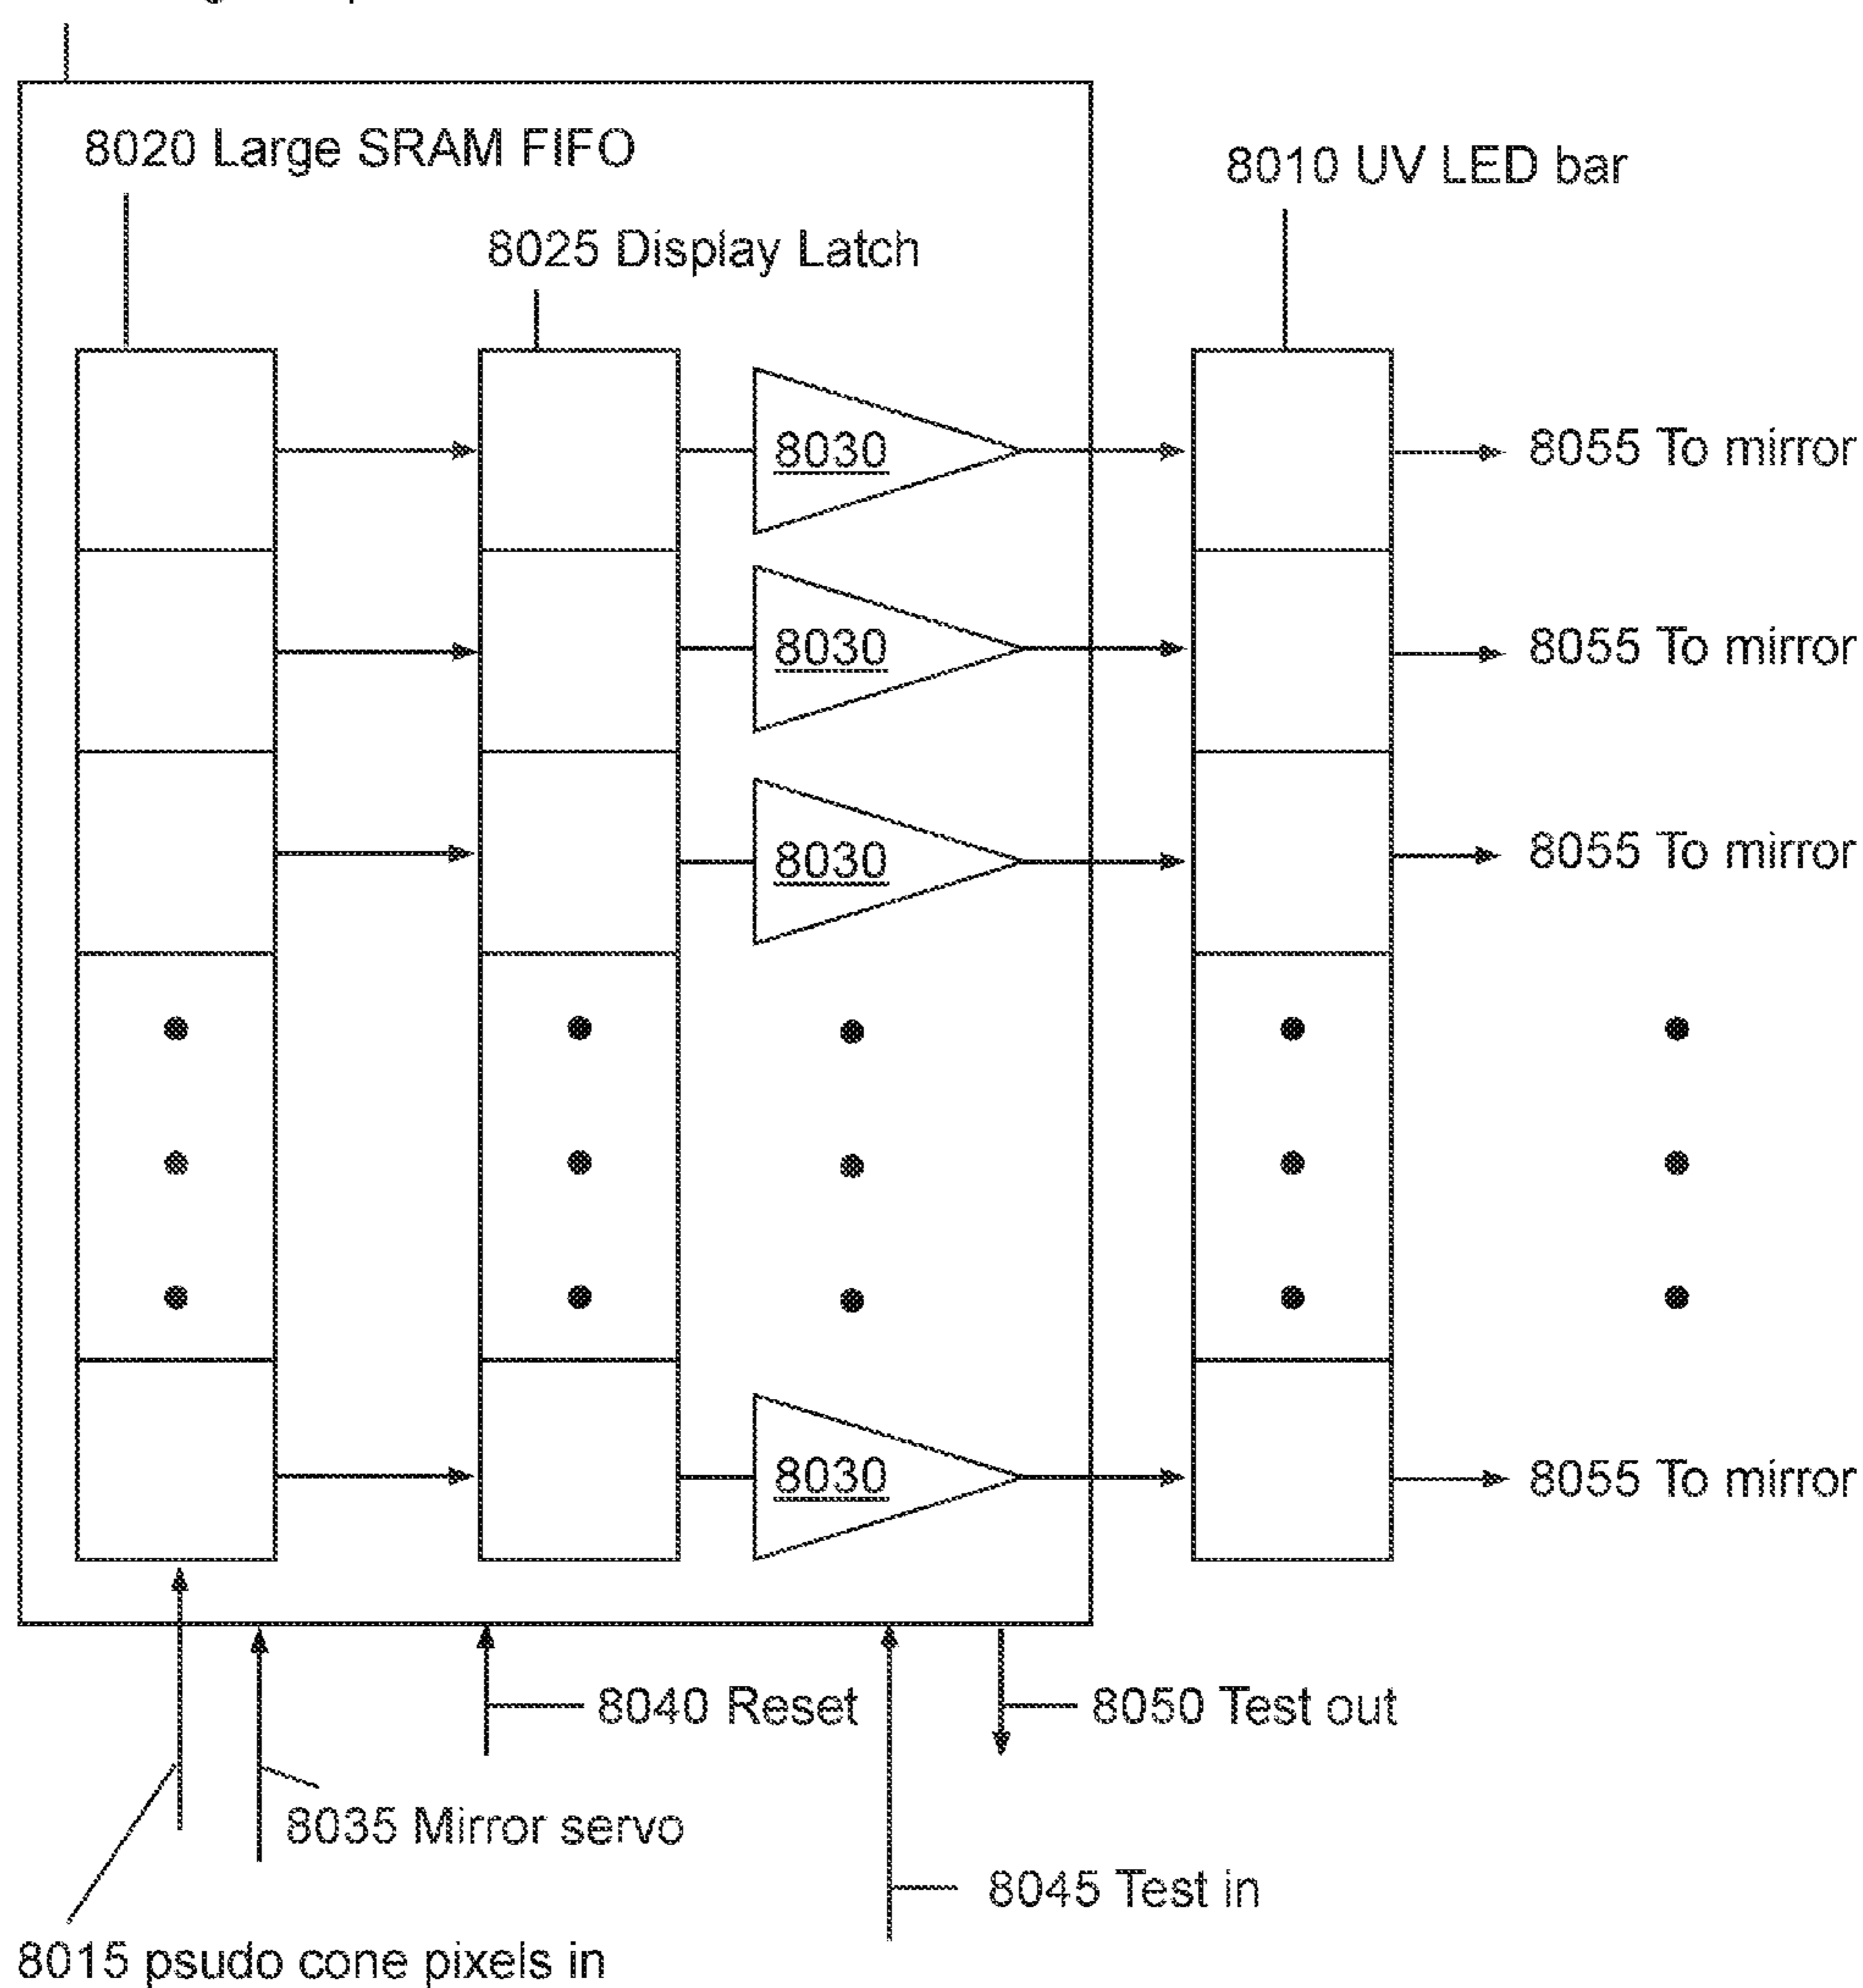 8020 Large SRAM FIFO
8010 UV LED bar
8025 Display Latch
8030
8055 To mirror
8030
8055 To mirror
8030
8055 To mirror
8030
8055 To mirror
8040 Reset
8050 Test out
8035 Mirror servo
8045 Test in
8015 psudo cone pixels in